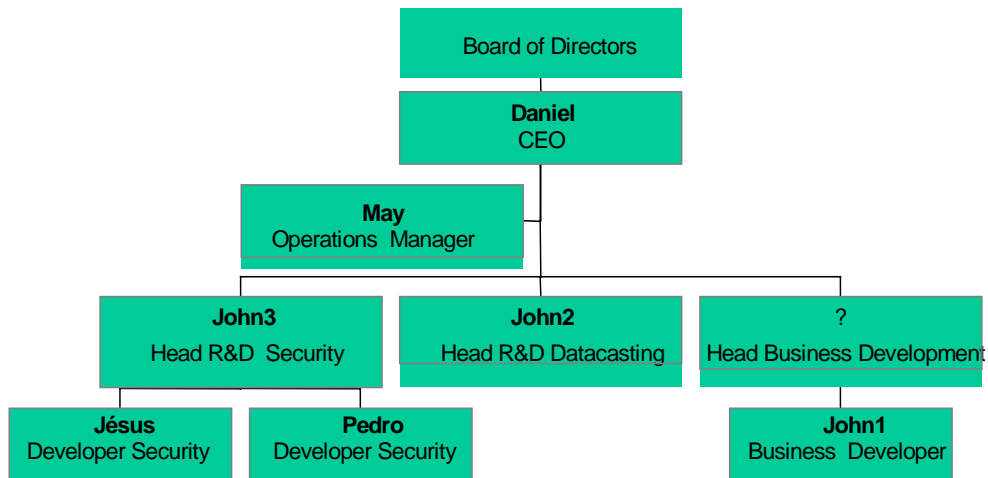 Board of Directors
Daniel
CEO
May
Operations Manager
John3
Head R&D Security
John2
Head R&D Datacasting
?
Head Business Development
Jésus
Developer Security
Pedro
Developer Security
John1
Business Developer